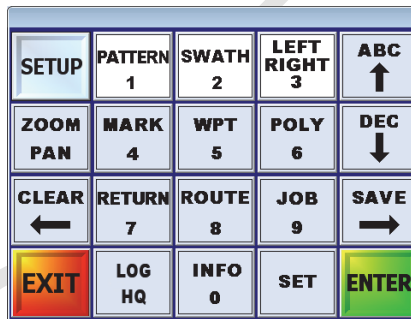 SETUP
PATTERN
1
SWATH
2
LEFT
RIGHT
3
ABC
ZOOM
PAN
MARK
4
WPT
5
POLY
6
DEC
CLEAR
RETURN
7
ROUTE
8
JOB
9
SAVE
EXIT
LOG
HQ
INFO
0
SET
ENTER